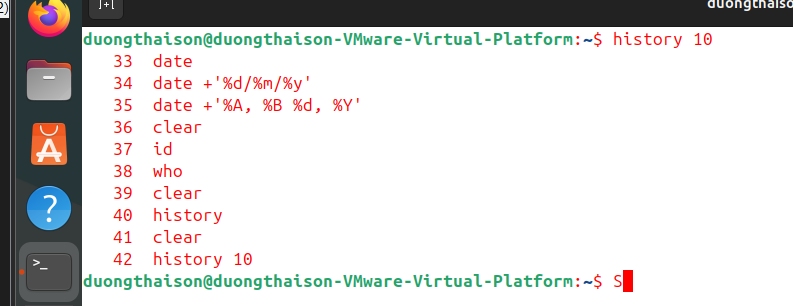 2)
duongthaiso
duongthaison@duongthaison-VMware-Virtual-Platform:~$ history 10
33 date
34 date +'%d/%m/%y'
35 date +'%A, %B %d, %Y'
36 clear
37 id
38 who
39 clear
40 history
41 clear
42 history 10
duongthaison@duongthaison-VMware-Virtual-Platform:~$ S